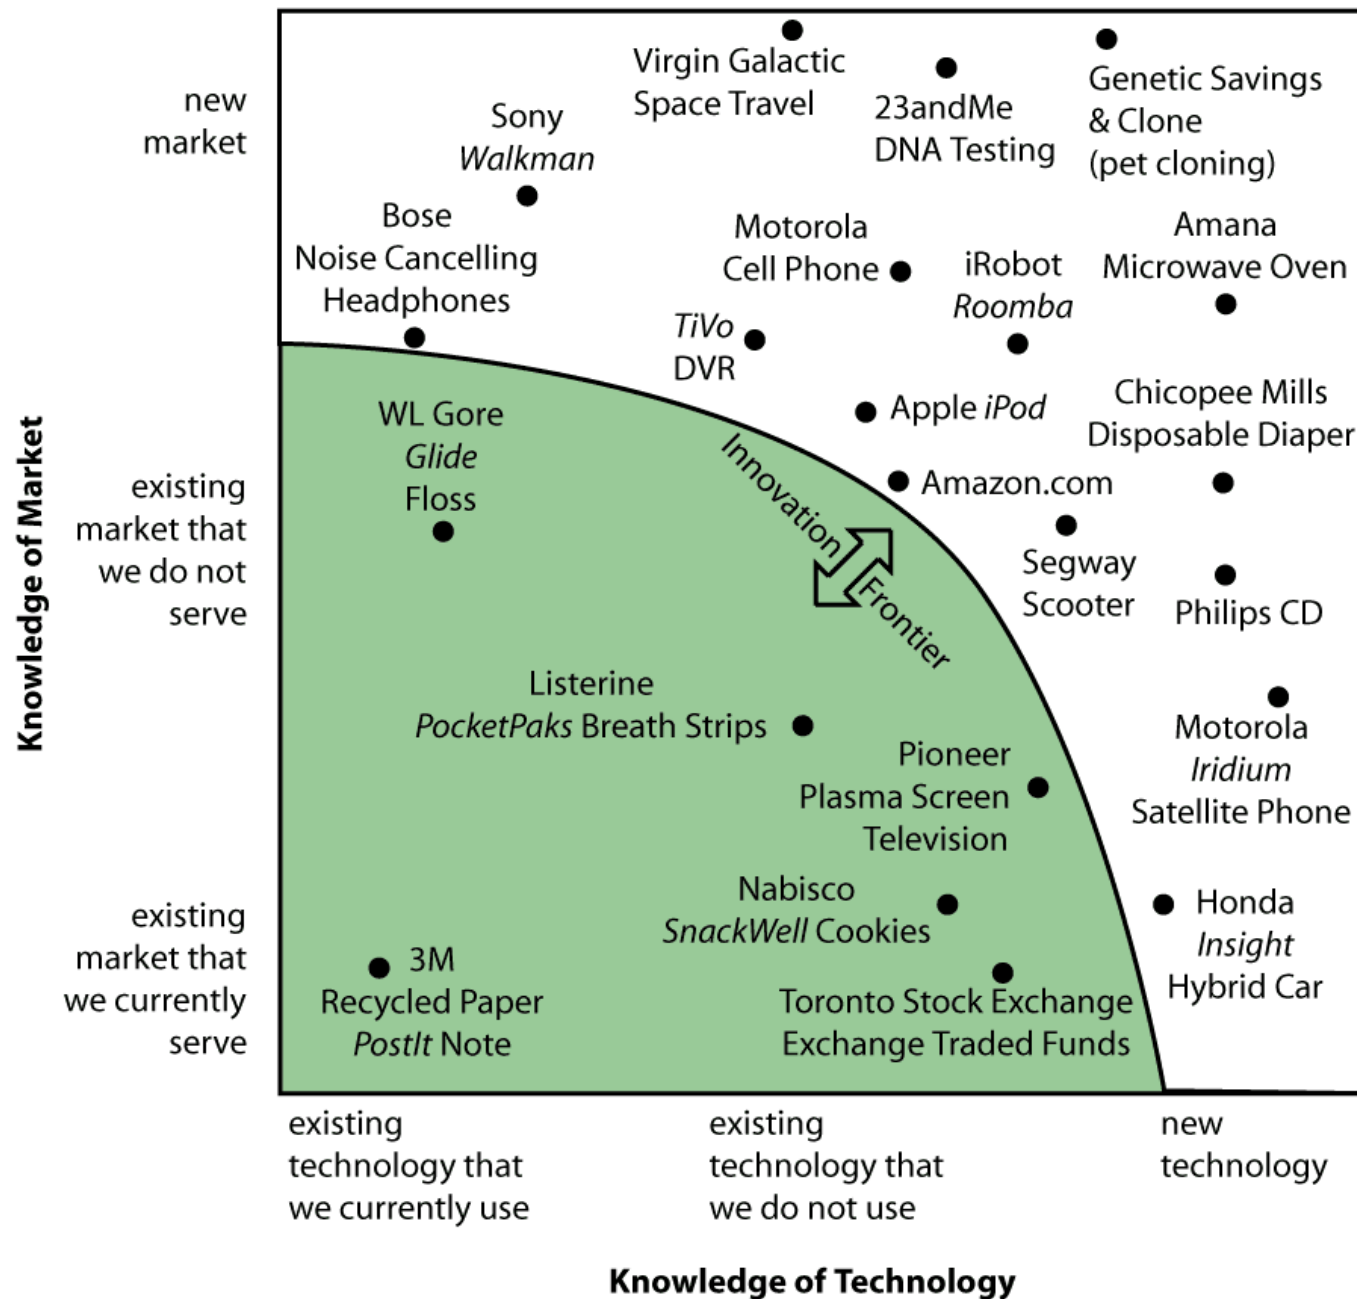 new
market
Sony
Walkman
Virgin Galactic
Space Travel
23andMe
DNA Testing
Genetic Savings
& Clone
(pet cloning)
Bose
Noise Cancelling
Headphones
Motorola
Cell Phone
iRobot
Roomba
Amana
Microwave Oven
TiVo
DVR
Apple iPod
Chicopee Mills
Disposable Diaper
Knowledge of Market
existing
market that
we do not
serve
WL Gore
Glide
Floss
Innovation
Frontier
Amazon.com
Segway
Scooter
Philips CD
Listerine
PocketPaks Breath Strips
Pioneer
Plasma Screen
Television
Motorola
Iridium
Satellite Phone
existing
market that
we currently
serve
Nabisco
SnackWell Cookies
Honda
Insight
Hybrid Car
3M
Recycled Paper
PostIt Note
Toronto Stock Exchange
Exchange Traded Funds
existing
technology that
we currently use
existing
technology that
we do not use
new
technology
Knowledge of Technology